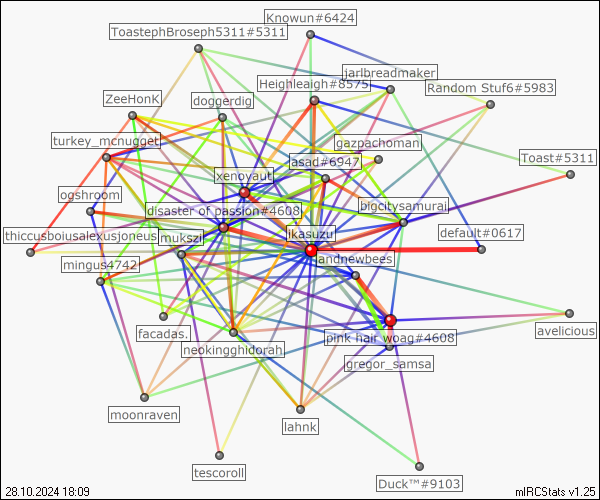 Knowun#6424
ToastephBroseph5311#5311
jarlbreadmaker
Heighleaigh#8575
Random Stuf6#5983
ZeeHonK
doggerdig
turkey_mcnugget
gazpachoman
Toast#5311
asad#6947
xenoyaut
ogshroom
bigcitysamurai
disaster of passion#4608
default#0617
jkasuzu
thiccusboiusalexusjoneus
mukszi
andnewbees
mingus4742
facadas.
pink hair woag#4608
avelicious
neokingghidorah
gregor_samsa
moonraven
lahnk
tescoroll
Duck™#9103
28.10.2024 18:09
mIRCStats v1.25